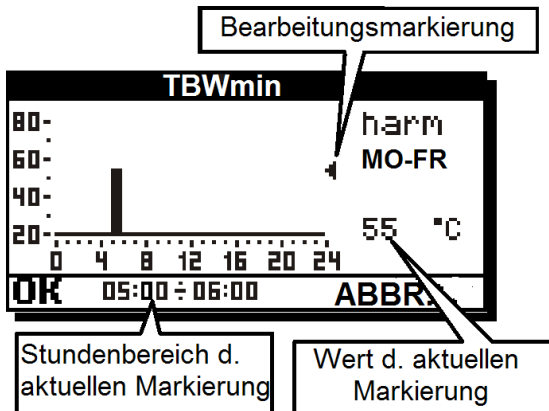 Bearbeitungsmarkierung
TBWmin
80-
harm
60-
MO-FR
40-
55 °C
20-
0 4 8 12 16 20 24
OK 05:00÷06:00 ABBR.
Stundenbereich d.
aktuellen Markierung
Wert d. aktuellen
Markierung